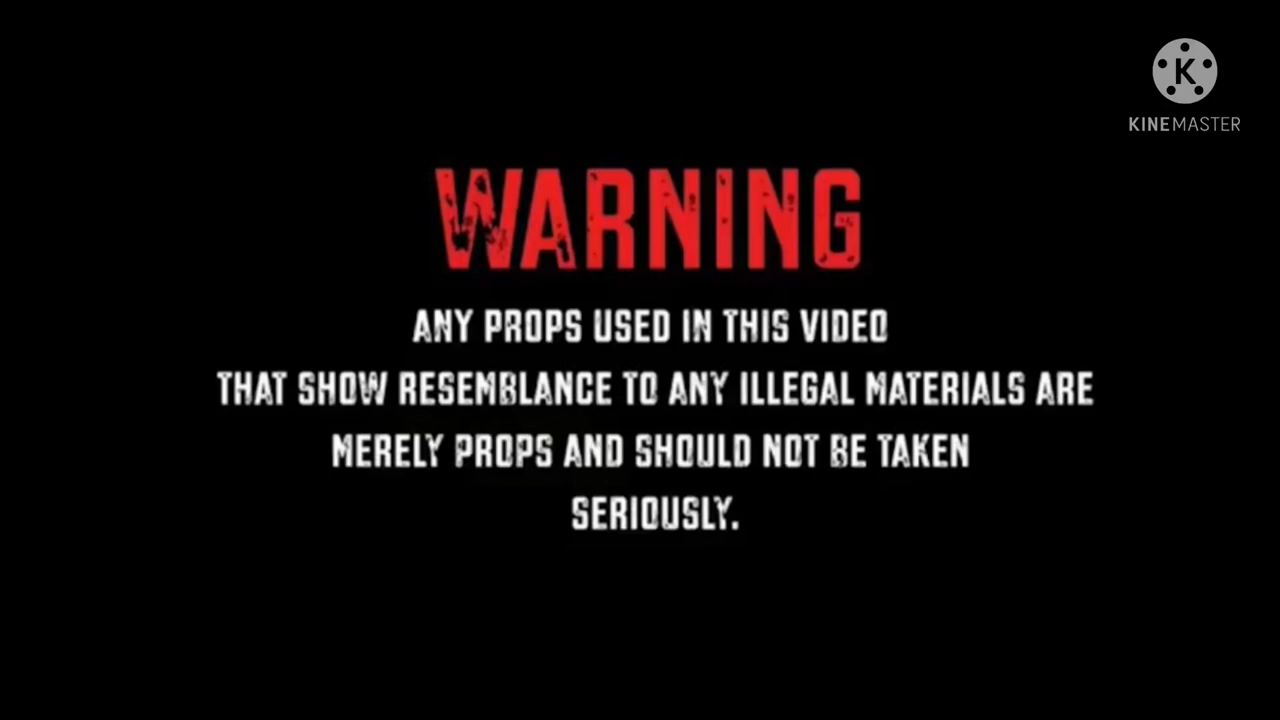 K
KINEMASTER
WARNING
ANY PROPS USED IN THIS VIDEO
THAT SHOW RESEMBLANCE TO ANY ILLEGAL MATERIALS ARE
MERELY PROPS AND SHOULD NOT BE TAKEN
SERIOUSLY.